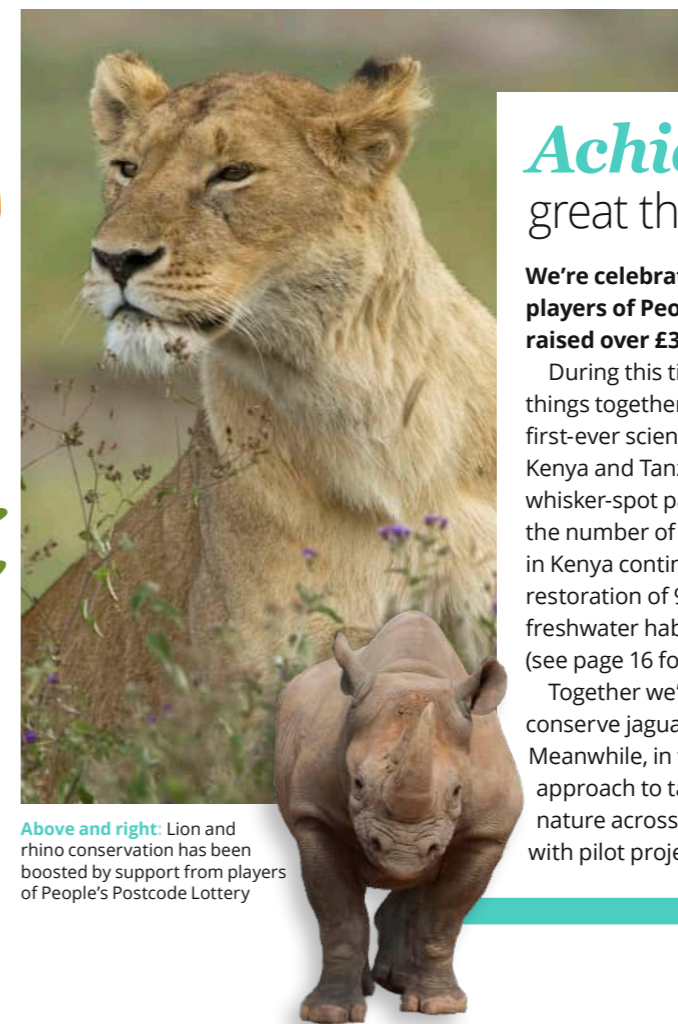 Achie
great th
We're celebrat
players of Peo
raised over £3
During this ti
things together
first-ever scien
Kenya and Tanz
whisker-spot pa
the number of
in Kenya contin
restoration of 9
freshwater hab
(see page 16 fo
Together we'
conserve jagua
Meanwhile, in
approach to ta
nature across
with pilot proje
Above and right: Lion and
rhino conservation has been
boosted by support from players
of People's Postcode Lottery